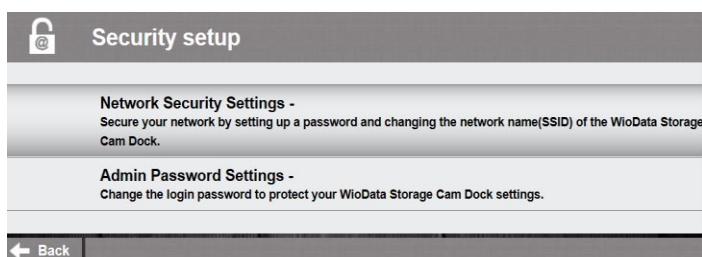 @
Security setup
Network Security Settings -
Secure your network by setting up a password and changing the network name(SSID) of the WioData Storage
Cam Dock.
Admin Password Settings -
Change the login password to protect your WioData Storage Cam Dock settings.
Back